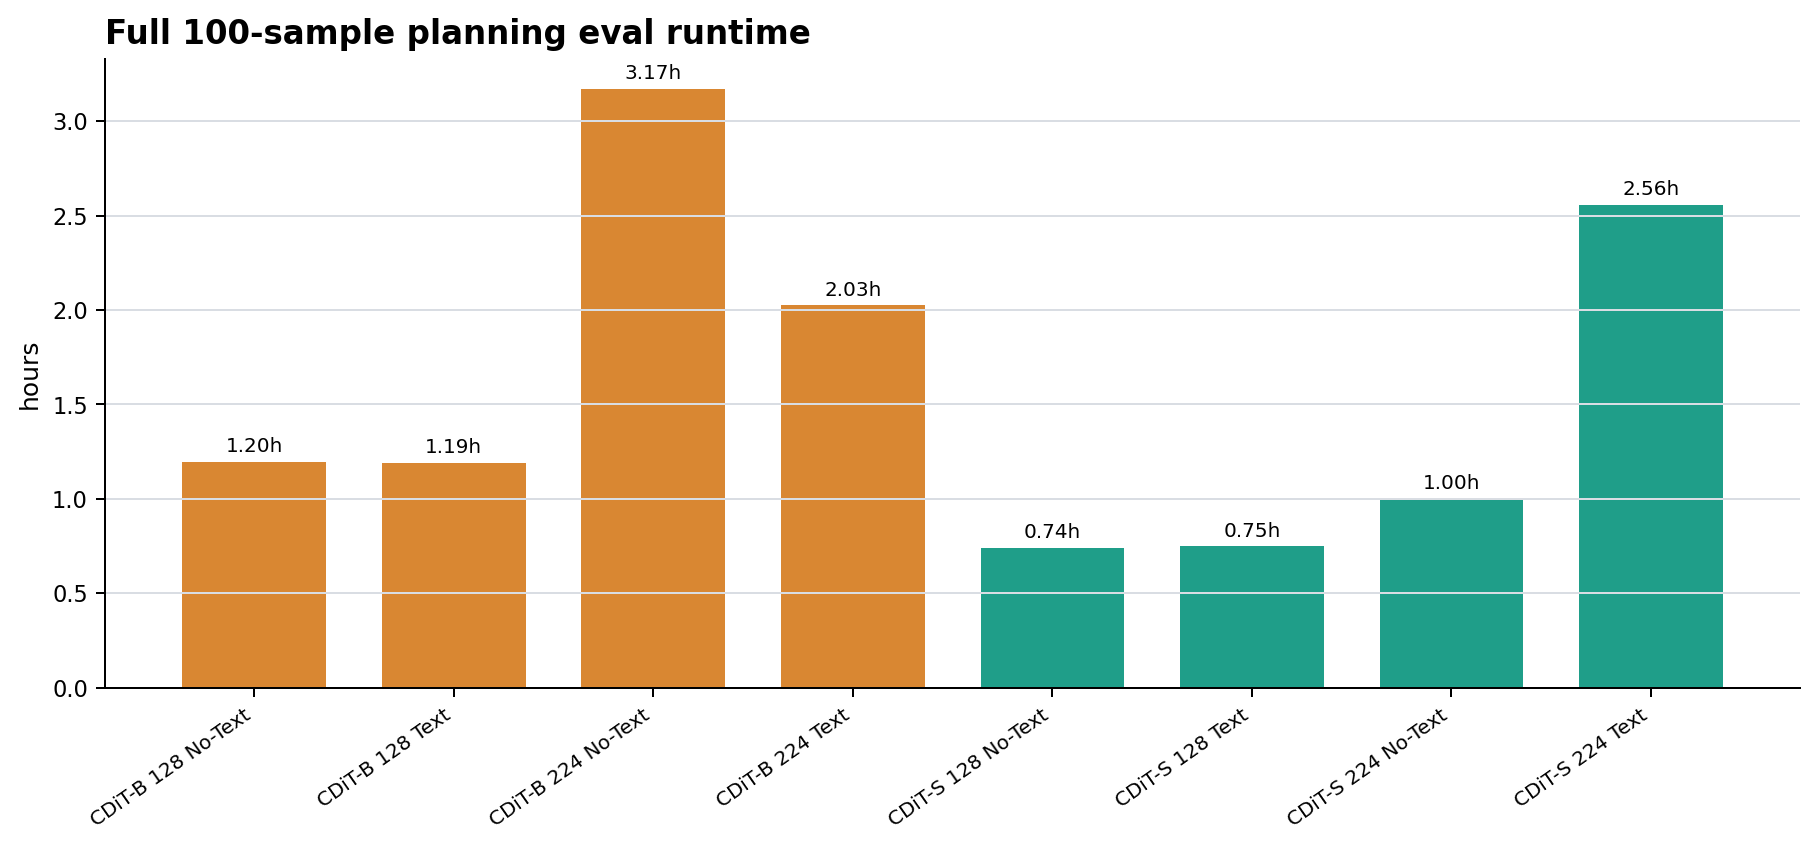 Full 100-sample planning eval runtime
hours
3.0
2.5
2.0
1.5
1.0
0.5
0.0
1.20h
1.19h
3.17h
2.03h
0.74h
0.75h
1.00h
2.56h
CDiT-B 128 No-Text
CDiT-B 128 Text
CDiT-B 224 No-Text
CDiT-B 224 Text
CDiT-S 128 No-Text
CDiT-S 128 Text
CDiT-S 224 No-Text
CDiT-S 224 Text